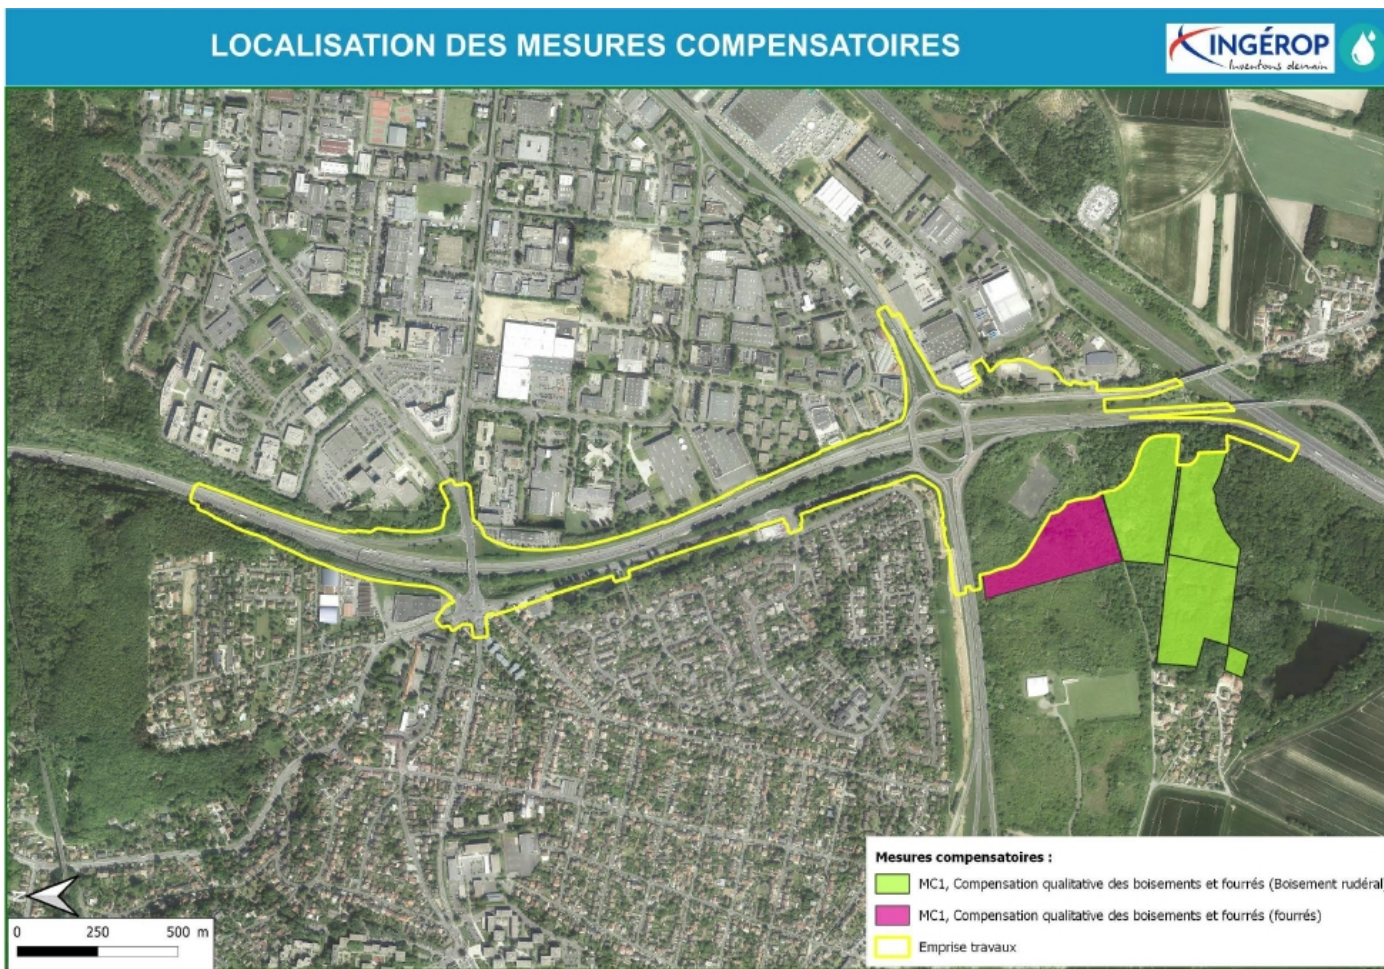 LOCALISATION DES MESURES COMPENSATOIRES
INGÉROP
Inventons demain
Mesures compensatoires :
MC1, Compensation qualitative des boisements et fourrés (Boisement rudéral
MC1, Compensation qualitative des boisements et fourrés (fourrés)
Emprise travaux
N
0 250 500 m